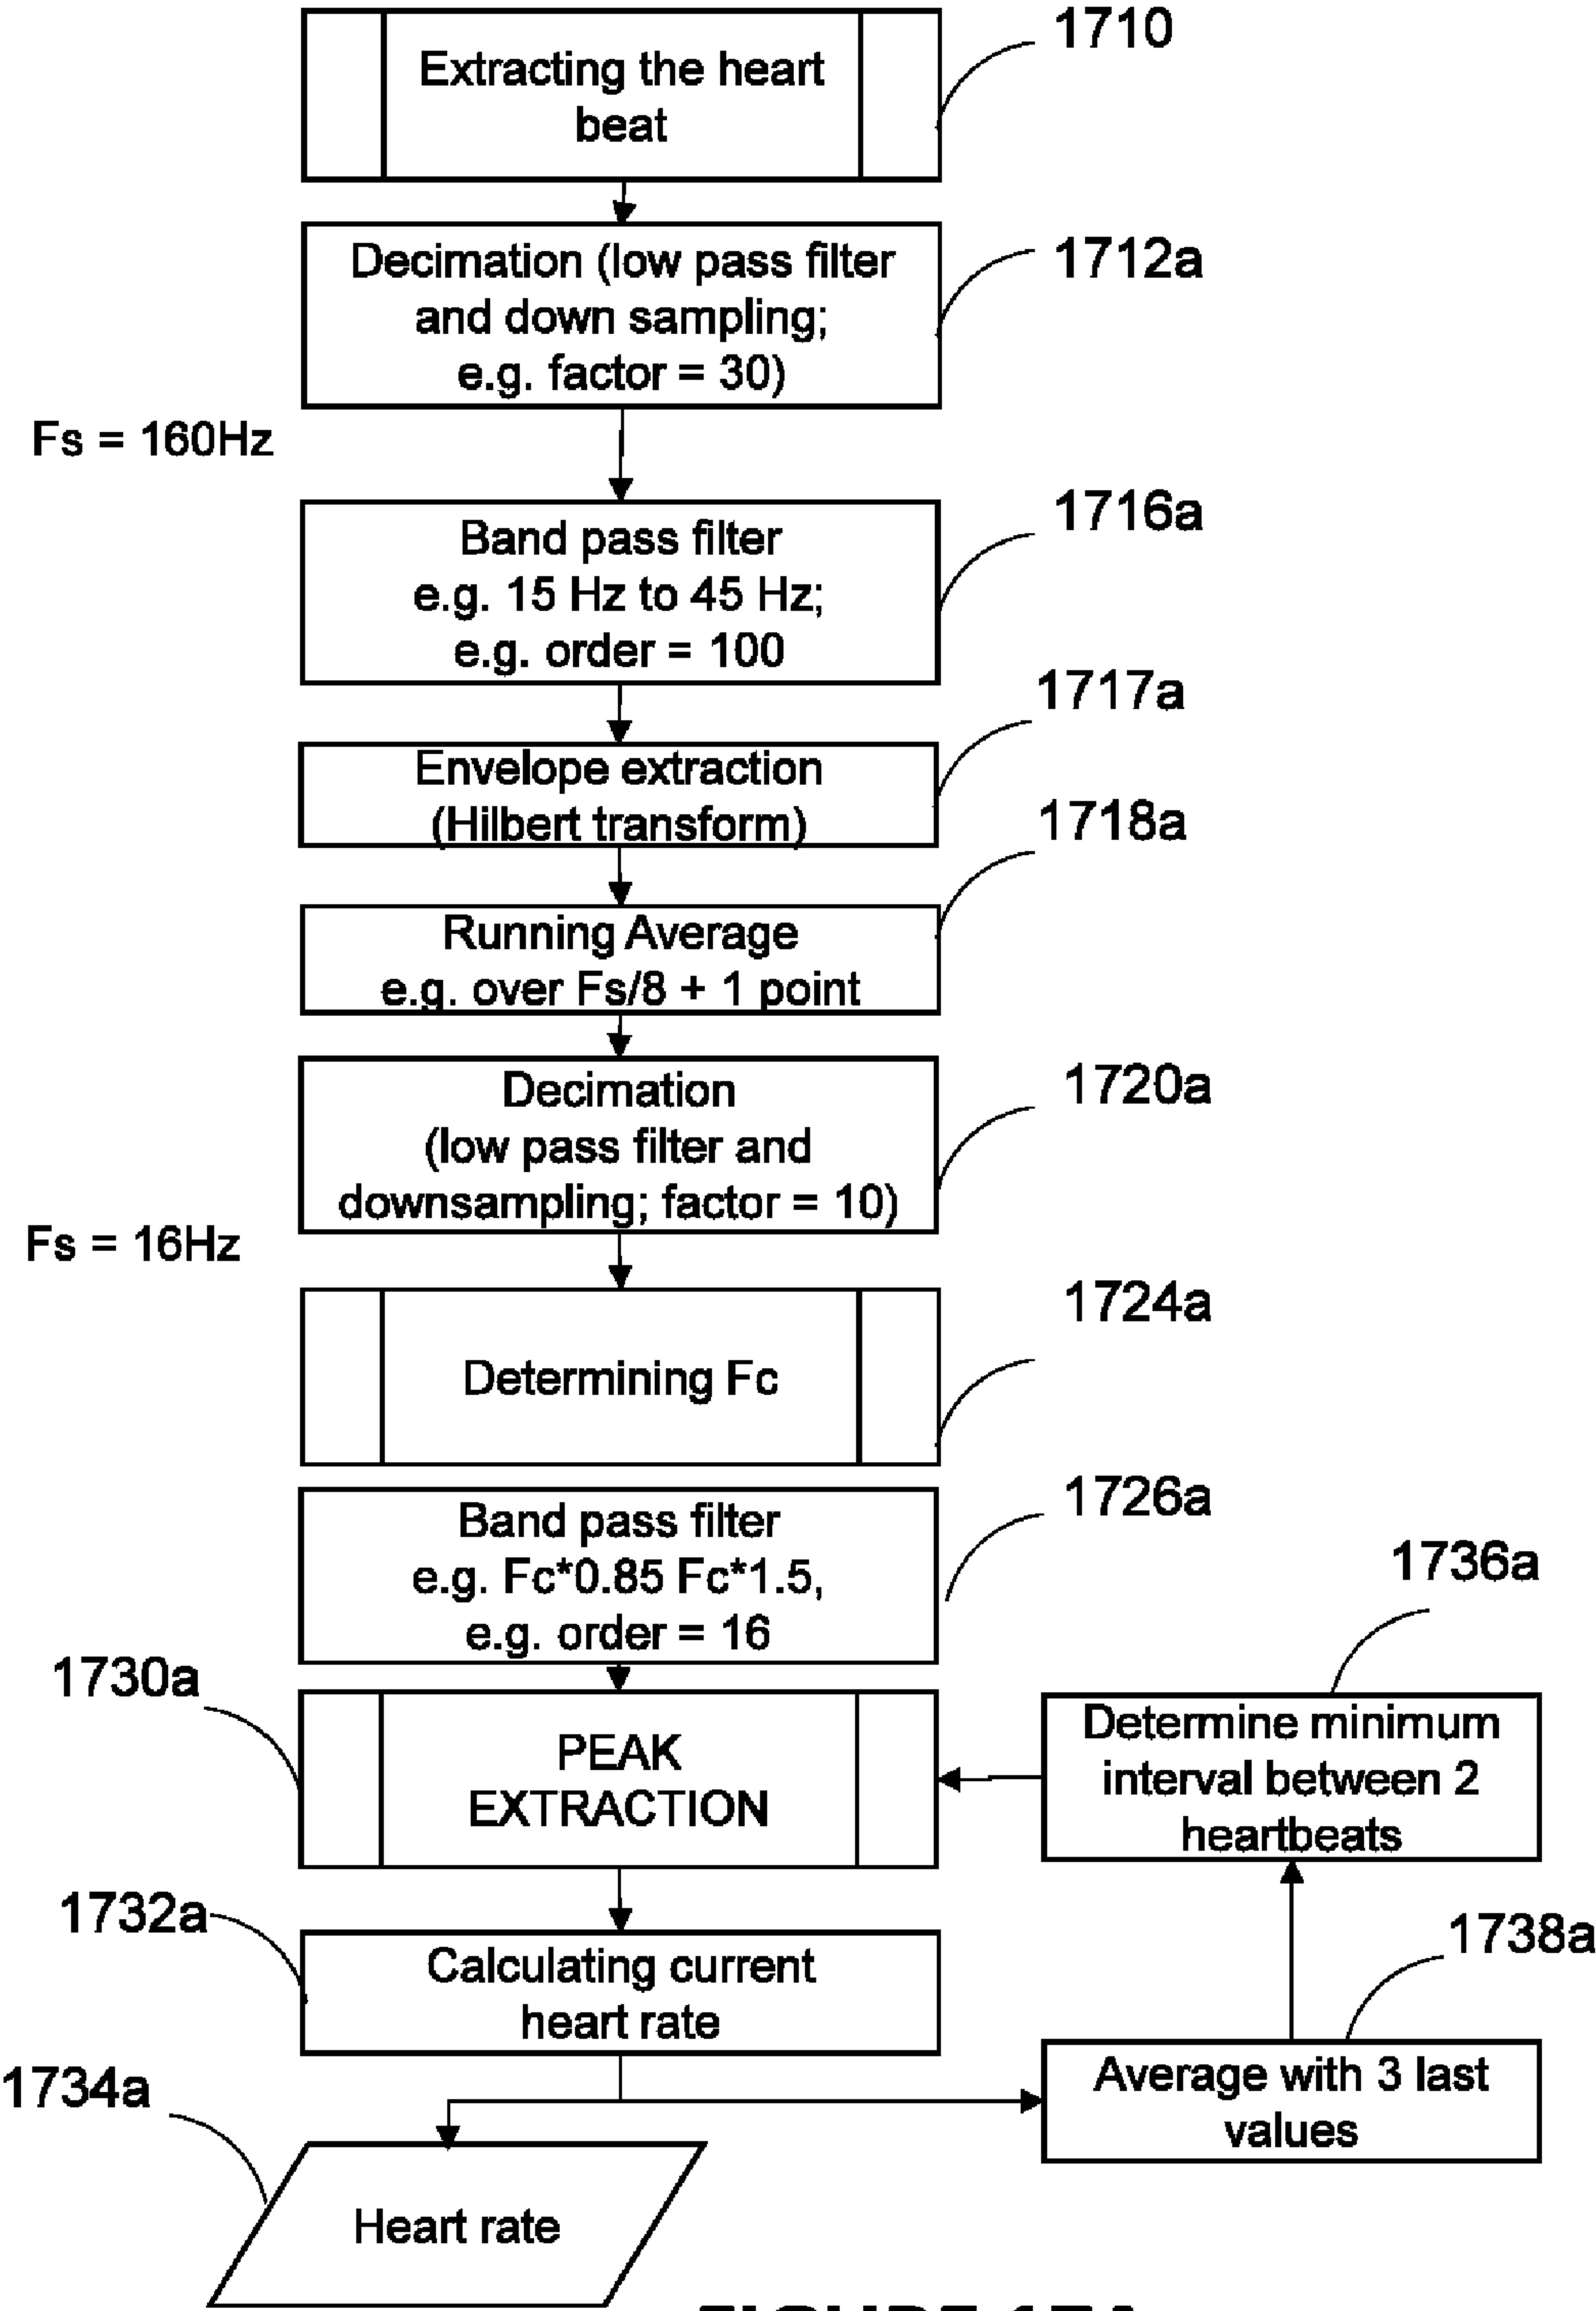 1710
Extracting the heart
beat
1712a
Decimation (low pass filter
and down sampling;
e.g. factor = 30)
Fs = 160Hz
1716a
Band pass filter
e.g. 15 Hz to 45 Hz;
e.g. order = 100
1717a
Envelope extraction
(Hilbert transform)
1718a
Running Average
e.g. over Fs/8 + 1 point
1720a
Decimation
(low pass filter and
downsampling; factor = 10)
Fs = 16Hz
1724a
Determining Fc
1726a
Band pass filter
e.g. Fc*0.85 Fc*1.5,
e.g. order = 16
1730a
PEAK
EXTRACTION
1736a
Determine minimum
interval between 2
heartbeats
1732a
Calculating current
heart rate
1738a
Average with 3 last
values
1734a
Heart rate